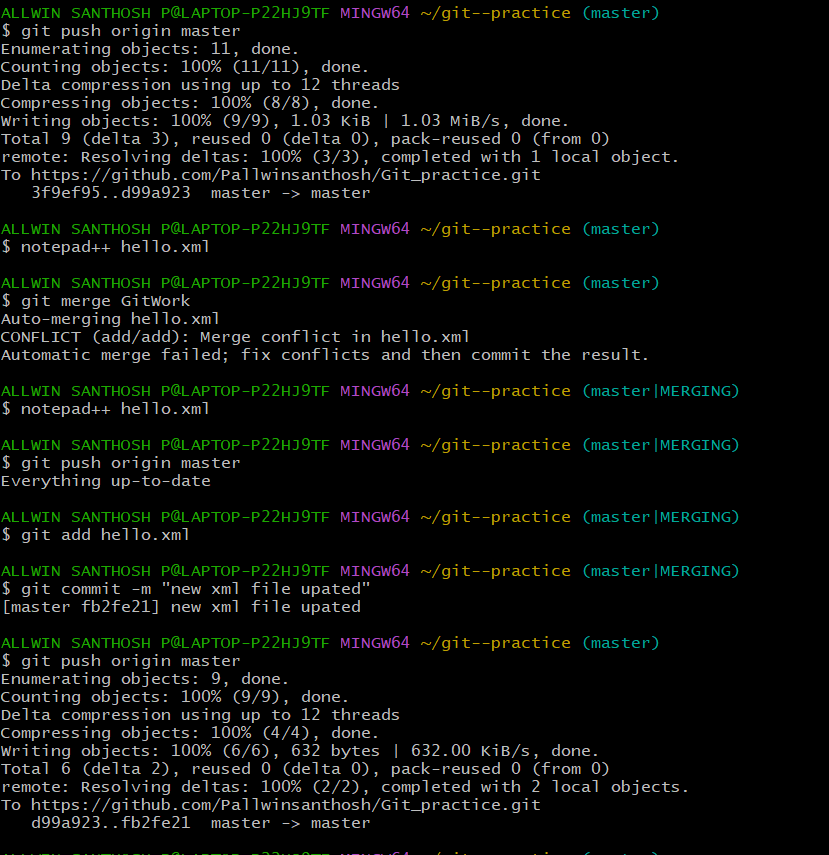 ALLWIN SANTHOSH P@LAPTOP-P22HJ9TF MINGW64 ~/git--practice (master)
$ git push origin master
Enumerating objects: 11, done.
Counting objects: 100% (11/11), done.
Delta compression using up to 12 threads
Compressing objects: 100% (8/8), done.
Writing objects: 100% (9/9), 1.03 KiB | 1.03 MiB/s, done.
Total 9 (delta 3), reused 0 (delta 0), pack-reused 0 (from 0)
remote: Resolving deltas: 100% (3/3), completed with 1 local object.
To https://github.com/Pallwinsanthosh/Git_practice.git
   3f9ef95..d99a923  master -> master
ALLWIN SANTHOSH P@LAPTOP-P22HJ9TF MINGW64 ~/git--practice (master)
$ notepad++ hello.xml
ALLWIN SANTHOSH P@LAPTOP-P22HJ9TF MINGW64 ~/git--practice (master)
$ git merge GitWork
Auto-merging hello.xml
CONFLICT (add/add): Merge conflict in hello.xml
Automatic merge failed; fix conflicts and then commit the result.
ALLWIN SANTHOSH P@LAPTOP-P22HJ9TF MINGW64 ~/git--practice (master|MERGING)
$ notepad++ hello.xml
ALLWIN SANTHOSH P@LAPTOP-P22HJ9TF MINGW64 ~/git--practice (master|MERGING)
$ git push origin master
Everything up-to-date
ALLWIN SANTHOSH P@LAPTOP-P22HJ9TF MINGW64 ~/git--practice (master|MERGING)
$ git add hello.xml
ALLWIN SANTHOSH P@LAPTOP-P22HJ9TF MINGW64 ~/git--practice (master|MERGING)
$ git commit -m "new xml file upated"
[master fb2fe21] new xml file upated
ALLWIN SANTHOSH P@LAPTOP-P22HJ9TF MINGW64 ~/git--practice (master)
$ git push origin master
Enumerating objects: 9, done.
Counting objects: 100% (9/9), done.
Delta compression using up to 12 threads
Compressing objects: 100% (4/4), done.
Writing objects: 100% (6/6), 632 bytes | 632.00 KiB/s, done.
Total 6 (delta 2), reused 0 (delta 0), pack-reused 0 (from 0)
remote: Resolving deltas: 100% (2/2), completed with 2 local objects.
To https://github.com/Pallwinsanthosh/Git_practice.git
   d99a923..fb2fe21  master -> master